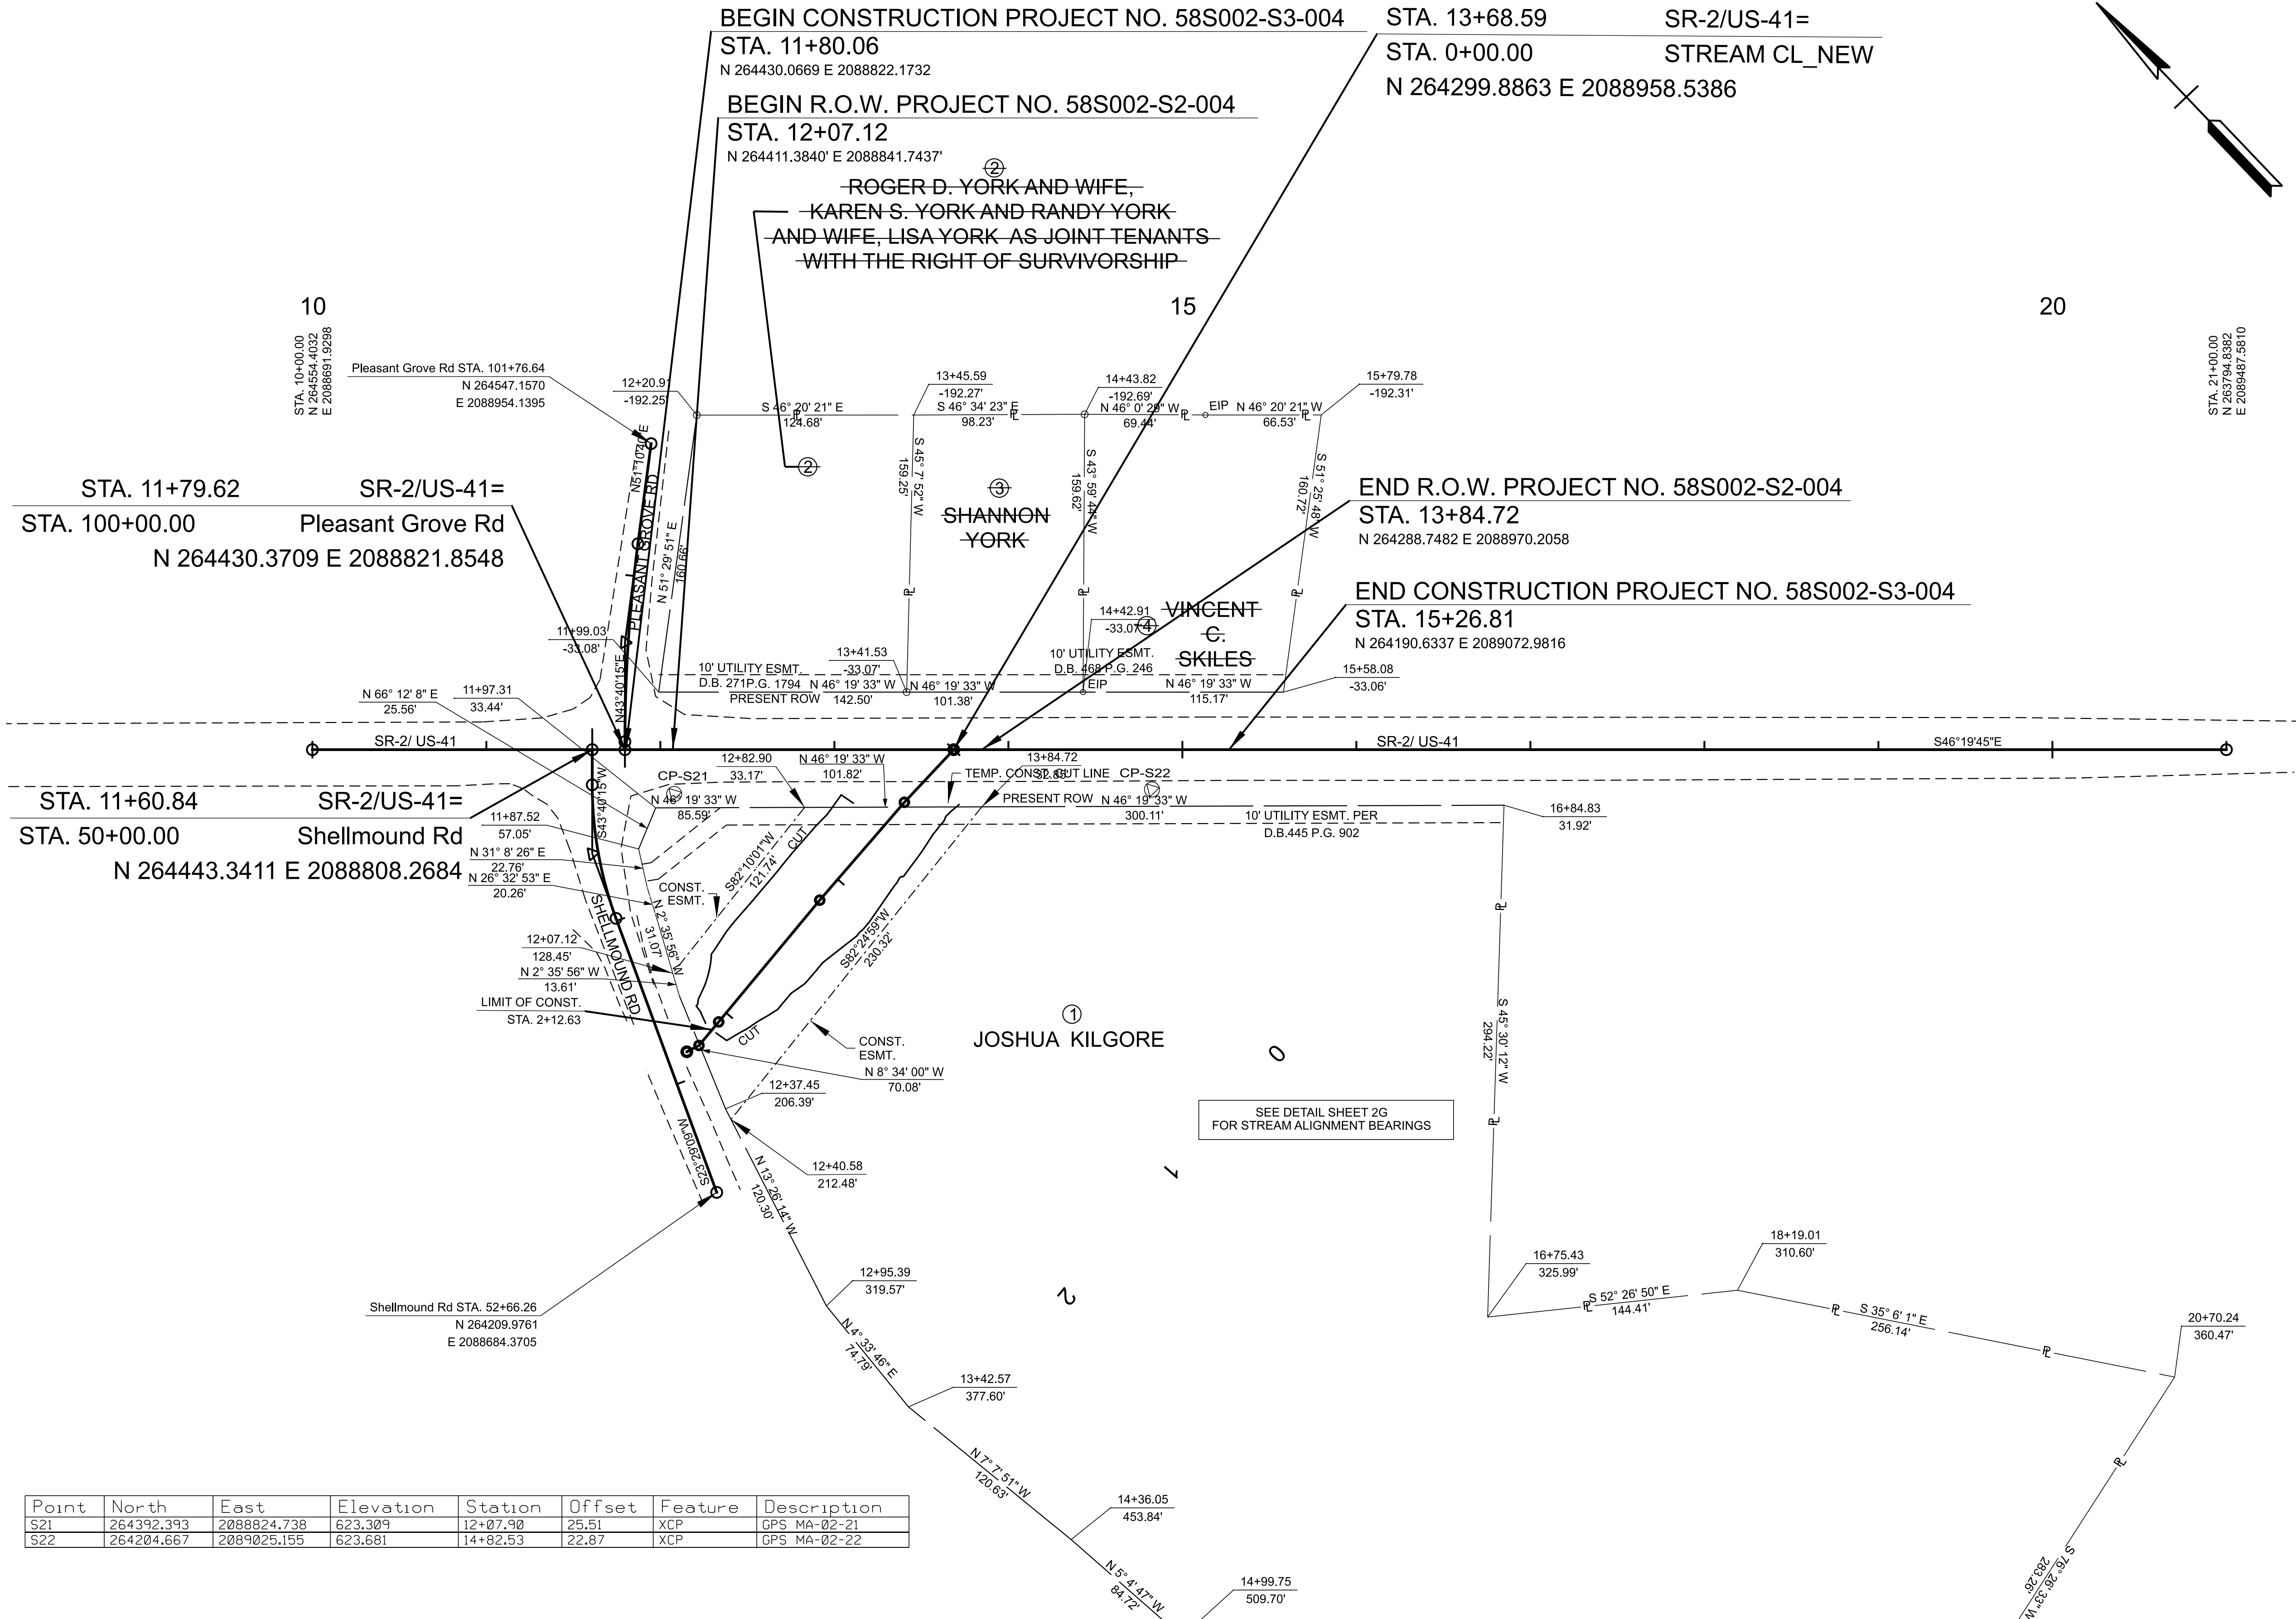 BEGIN CONSTRUCTION PROJECT NO. 58S002-S3-004
STA. 11+80.06
N 264430.0669 E 2088822.1732
BEGIN R.O.W. PROJECT NO. 58S002-S2-004
STA. 12+07.12
N 264411.3840' E 2088841.7437'
STA. 13+68.59 SR-2/US-41=
STA. 0+00.00 STREAM CL_NEW
N 264299.8863 E 2088958.5386
2
ROGER D. YORK AND WIFE,
KAREN S. YORK AND RANDY YORK
AND WIFE, LISA YORK AS JOINT TENANTS
WITH THE RIGHT OF SURVIVORSHIP
10
15
20
STA. 10+00.00
N 264554.4032
E 2088691.9298
STA. 21+00.00
N 263794.8382
E 2089487.5810
Pleasant Grove Rd STA. 101+76.64
N 264547.1570
E 2088954.1395
12+20.91
-192.25'
S 46° 20' 21" E
124.68'
13+45.59
-192.27'
S 46° 34' 23" E
98.23'
14+43.82
-192.69'
N 46° 0' 29" W
69.44'
EIP
N 46° 20' 21" W
66.53'
15+79.78
-192.31'
N51°10'40"E
PLEASANT GROVE RD
N 51° 29' 51" E
160.66'
2
S 45° 7' 52" W
159.25'
3
SHANNON
YORK
S 43° 59' 44" W
159.62'
S 51° 25' 48" W
160.72'
STA. 11+79.62 SR-2/US-41=
STA. 100+00.00 Pleasant Grove Rd
N 264430.3709 E 2088821.8548
END R.O.W. PROJECT NO. 58S002-S2-004
STA. 13+84.72
N 264288.7482 E 2088970.2058
END CONSTRUCTION PROJECT NO. 58S002-S3-004
STA. 15+26.81
N 264190.6337 E 2089072.9816
11+99.03
-33.08'
N43°40'15"E
13+41.53
-33.07'
14+42.91
-33.07'
4
VINCENT
C.
SKILES
10' UTILITY ESMT.
D.B. 271P.G. 1794
PRESENT ROW
N 46° 19' 33" W
142.50'
N 46° 19' 33" W
101.38'
10' UTILITY ESMT.
D.B. 468 P.G. 246
EIP
N 46° 19' 33" W
115.17'
15+58.08
-33.06'
N 66° 12' 8" E
25.56'
11+97.31
33.44'
SR-2/ US-41
SR-2/ US-41
S46°19'45"E
12+82.90
33.17'
N 46° 19' 33" W
101.82'
13+84.72
32.85'
TEMP. CONST. CUT LINE
CP-S21
CP-S22
N 46° 19' 33" W
85.59'
PRESENT ROW
N 46° 19' 33" W
300.11'
10' UTILITY ESMT. PER
D.B.445 P.G. 902
16+84.83
31.92'
STA. 11+60.84 SR-2/US-41=
STA. 50+00.00 Shellmound Rd
N 264443.3411 E 2088808.2684
S43°40'15"W
11+87.52
57.05'
N 31° 8' 26" E
22.76'
N 26° 32' 53" E
20.26'
CONST.
ESMT.
S82°10'01"W
121.74'
CUT
N 2° 35' 56" W
31.07'
SHELLMOUND RD
12+07.12
128.45'
N 2° 35' 56" W
13.61'
LIMIT OF CONST.
STA. 2+12.63
S82°24'59"W
230.32'
CUT
CONST.
ESMT.
N 8° 34' 00" W
70.08'
12+37.45
206.39'
12+40.58
212.48'
1
JOSHUA KILGORE
0
1
2
SEE DETAIL SHEET 2G
FOR STREAM ALIGNMENT BEARINGS
S 45° 30' 12" W
294.22'
S23°29'09"W
Shellmound Rd STA. 52+66.26
N 264209.9761
E 2088684.3705
N 13° 26' 14" W
120.30'
12+95.39
319.57'
N 4° 33' 46" E
74.79'
13+42.57
377.60'
N 7° 7' 51" W
120.63'
14+36.05
453.84'
N 5° 4' 47" W
84.72'
14+99.75
509.70'
16+75.43
325.99'
S 52° 26' 50" E
144.41'
18+19.01
310.60'
S 35° 6' 1" E
256.14'
20+70.24
360.47'
S 76° 26' 33" W
283.26'
Point North East Elevation Station Offset Feature Description
S21 264392.393 2088824.738 623.309 12+07.90 25.51 XCP GPS MA-02-21
S22 264204.667 2089025.155 623.681 14+82.53 22.87 XCP GPS MA-02-22